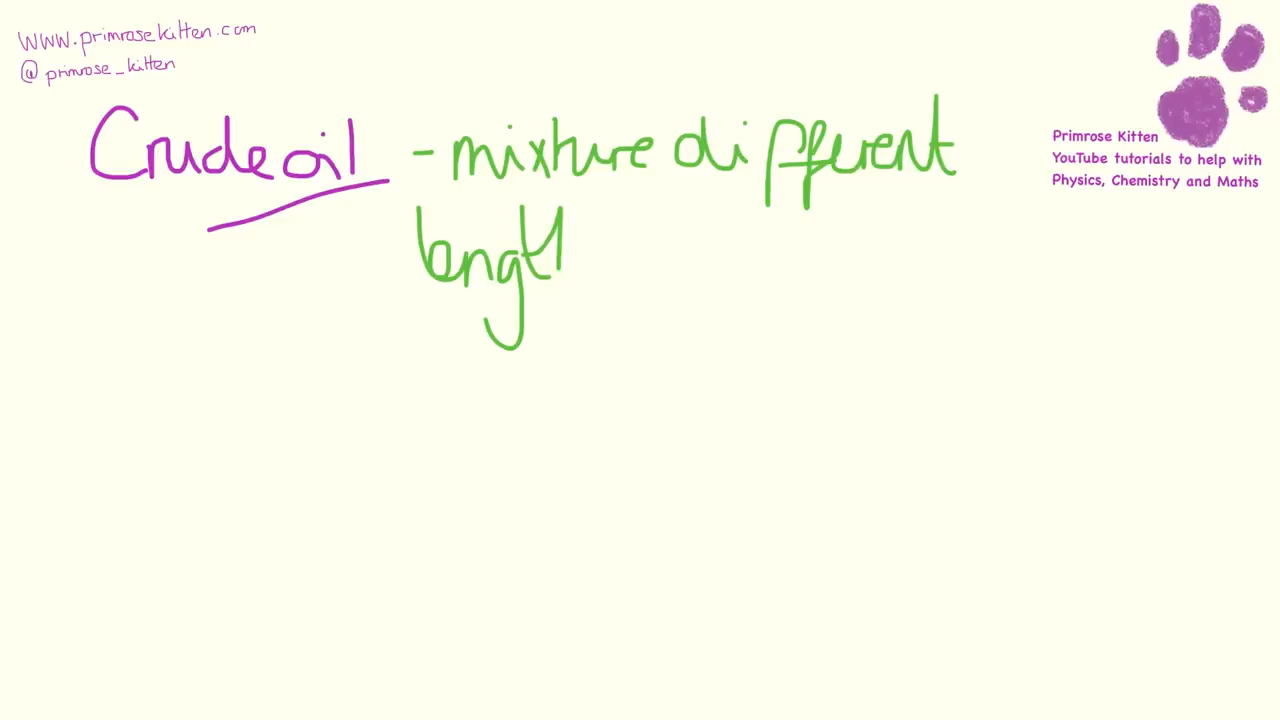 www.primrosekitten.com
@primrose_kitten
Crude oil - mixture different
length
Primrose Kitten
YouTube tutorials to help with
Physics, Chemistry and Maths